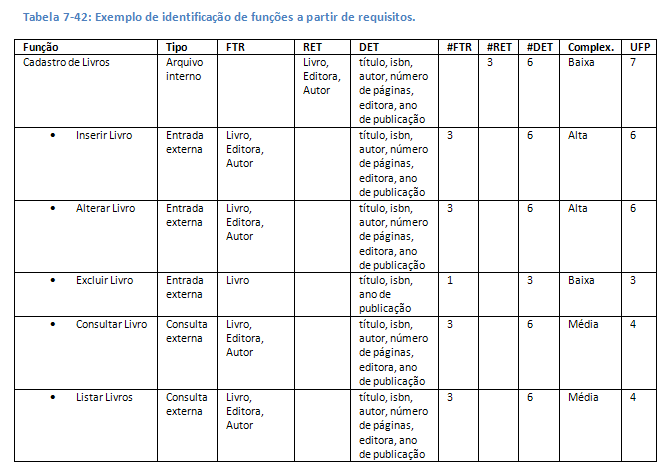 Tabela 7-42: Exemplo de identificação de funções a partir de requisitos.
Função Tipo FTR RET DET #FTR #RET #DET Complex. UFP
Cadastro de Livros Arquivo Livro, título, isbn, 3 6 Baixa 7
interno Editora, autor, número
Autor de páginas,
editora, ano
de publicação
• Inserir Livro Entrada Livro, título, isbn, 3 6 Alta 6
externa Editora, autor, número
Autor de páginas,
editora, ano
de publicação
• Alterar Livro Entrada Livro, título, isbn, 3 6 Alta 6
externa Editora, autor, número
Autor de páginas,
editora, ano
de publicação
• Excluir Livro Entrada Livro título, isbn, 1 3 Baixa 3
externa ano de
publicação
• Consultar Livro Consulta Livro, título, isbn, 3 6 Média 4
externa Editora, autor, número
Autor de páginas,
editora, ano
de publicação
• Listar Livros Consulta Livro, título, isbn, 3 6 Média 4
externa Editora, autor, número
Autor de páginas,
editora, ano
de publicação